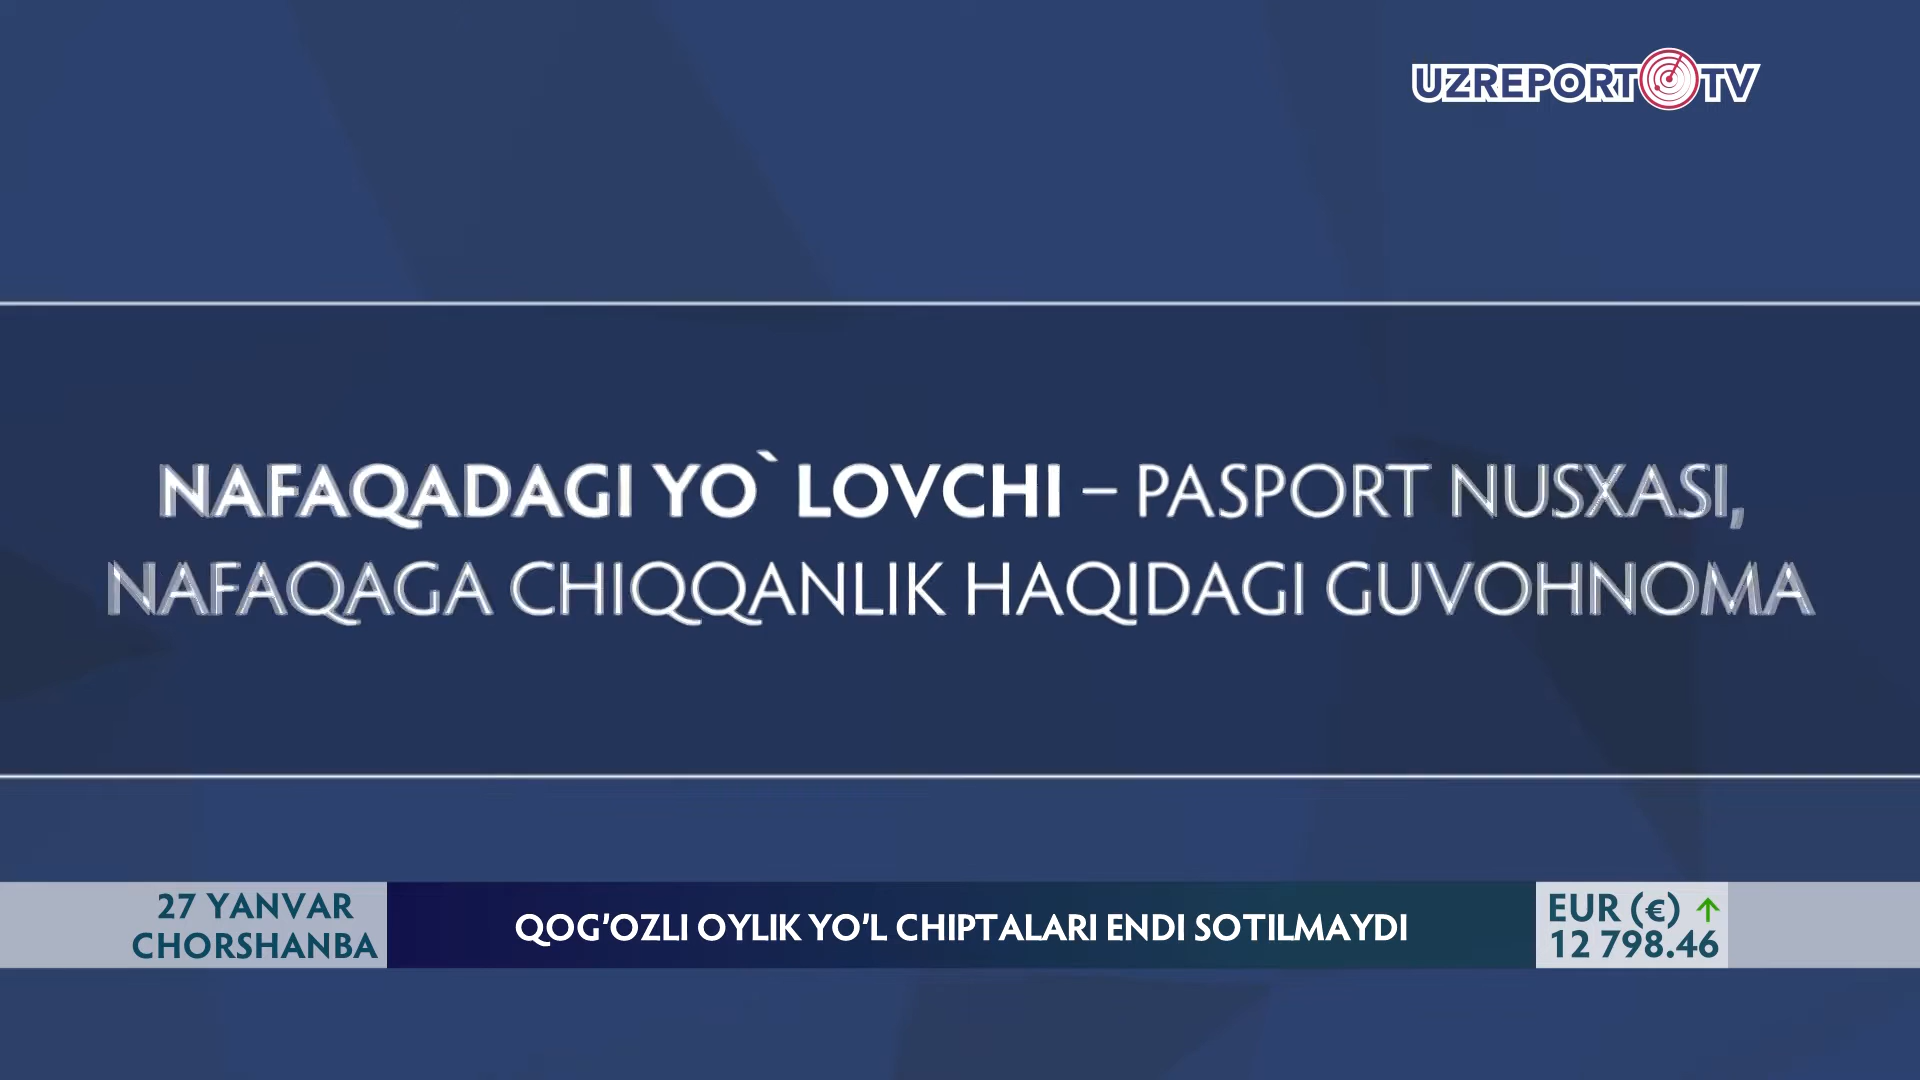 UZREPORT TV
NAFAQADAGI YO`LOVCHI – PASPORT NUSXASI,
NAFAQAGA CHIQQANLIK HAQIDAGI GUVOHNOMA
27 YANVAR
CHORSHANBA
QOG'OZLI OYLIK YO'L CHIPTALARI ENDI SOTILMAYDI
EUR (€) ↑
12 798.46